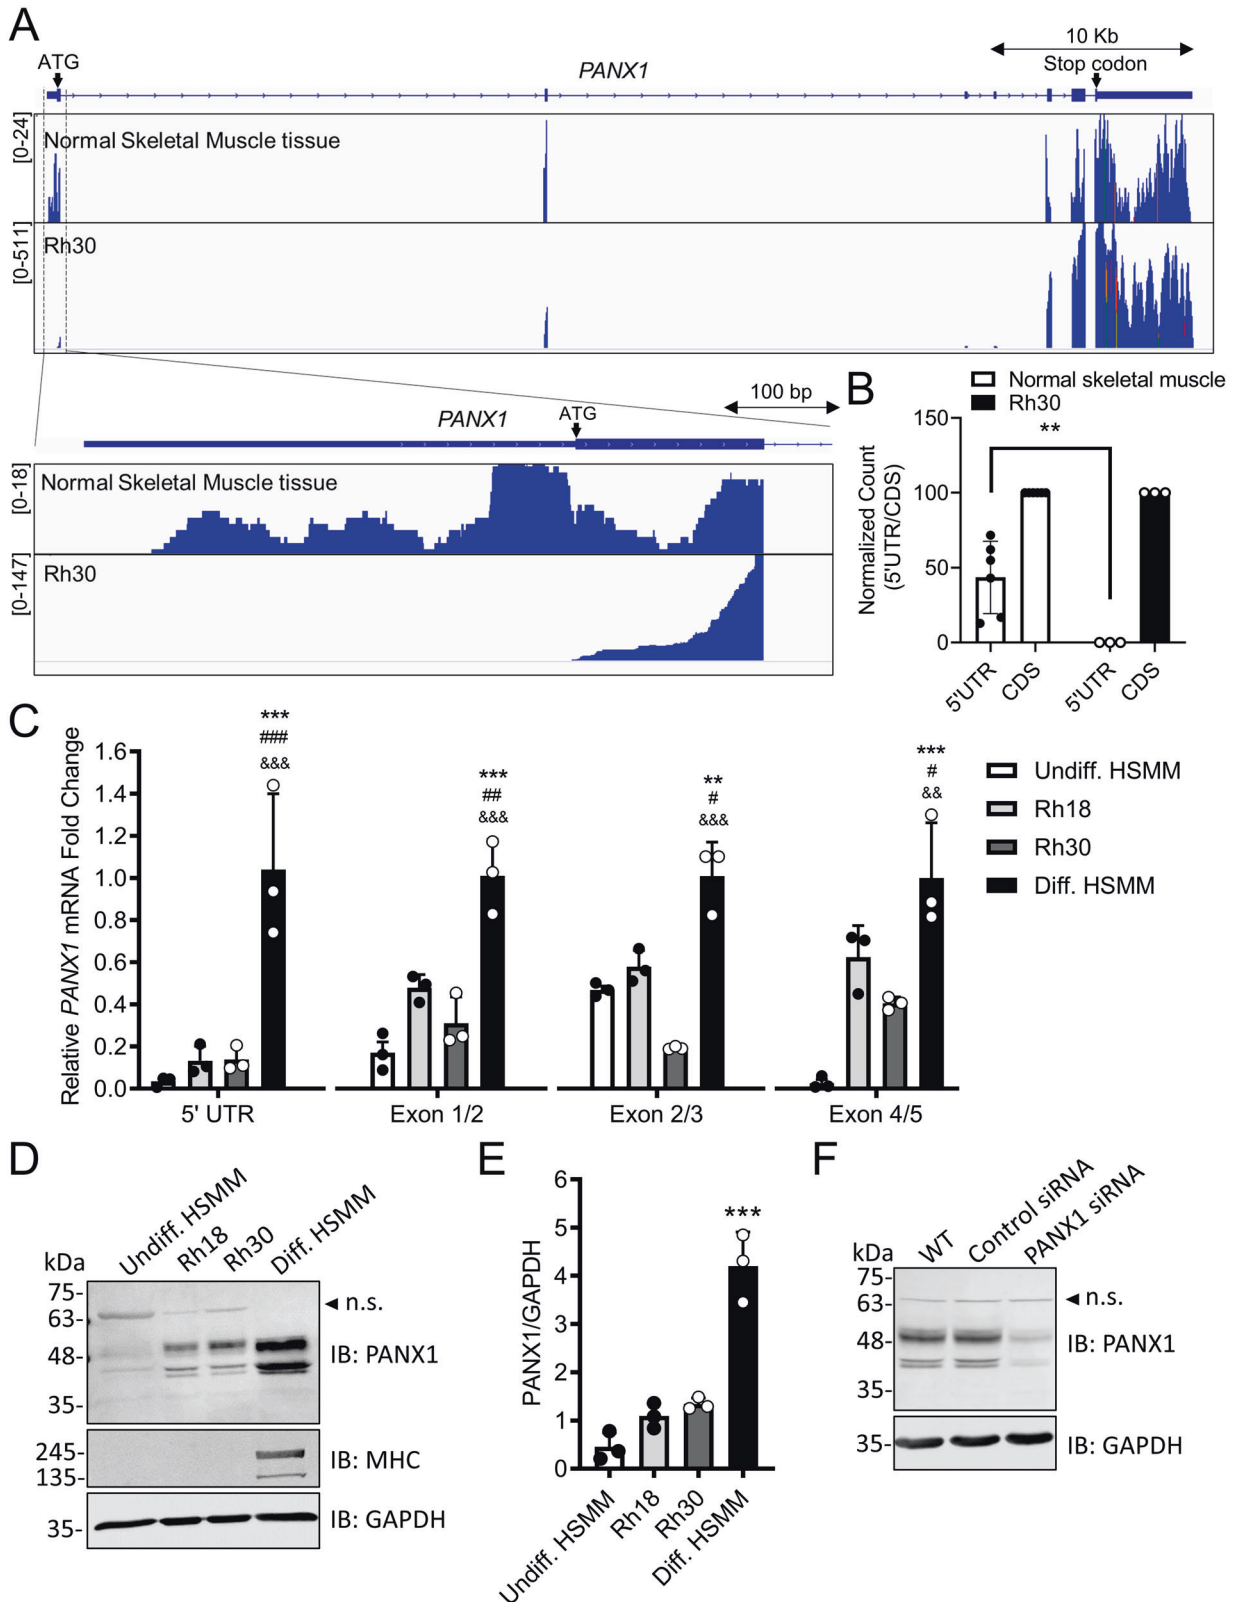 A
ATG
PANX1
10 Kb
Stop codon
[0-24]
Normal Skeletal Muscle tissue
[0-511]
Rh30
100 bp
PANX1
ATG
[0-18]
Normal Skeletal Muscle tissue
[0-147]
Rh30
B
Normal skeletal muscle
Rh30
Normalized Count
(5'UTR/CDS)
150
100
50
0
**
5'UTR
CDS
5'UTR
CDS
C
Relative PANX1 mRNA Fold Change
1.6
1.4
1.2
1.0
0.8
0.6
0.4
0.2
0.0
***
###
&&&
***
##
&&&
**
#
&&&
***
#
&&
5' UTR
Exon 1/2
Exon 2/3
Exon 4/5
Undiff. HSMM
Rh18
Rh30
Diff. HSMM
D
Undiff. HSMM
Rh18
Rh30
Diff. HSMM
kDa
75-
63-
48-
35-
n.s.
IB: PANX1
245-
135-
IB: MHC
35-
IB: GAPDH
E
PANX1/GAPDH
6
5
4
3
2
1
0
***
Undiff. HSMM
Rh18
Rh30
Diff. HSMM
F
WT
Control siRNA
PANX1 siRNA
kDa
75-
63-
48-
35-
n.s.
IB: PANX1
35-
IB: GAPDH